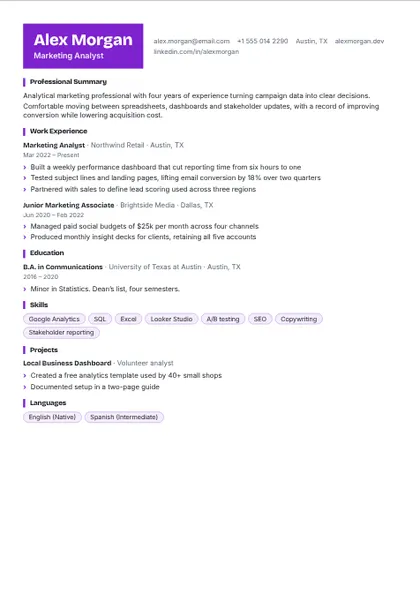 Alex Morgan
Marketing Analyst
alex.morgan@email.com +1 555 014 2290 Austin, TX alexmorgan.dev
linkedin.com/in/alexmorgan
Professional Summary
Analytical marketing professional with four years of experience turning campaign data into clear decisions.
Comfortable moving between spreadsheets, dashboards and stakeholder updates, with a record of improving
conversion while lowering acquisition cost.
Work Experience
Marketing Analyst · Northwind Retail · Austin, TX
Mar 2022 – Present
› Built a weekly performance dashboard that cut reporting time from six hours to one
› Tested subject lines and landing pages, lifting email conversion by 18% over two quarters
› Partnered with sales to define lead scoring used across three regions
Junior Marketing Associate · Brightside Media · Dallas, TX
Jun 2020 – Feb 2022
› Managed paid social budgets of $25k per month across four channels
› Produced monthly insight decks for clients, retaining all five accounts
Education
B.A. in Communications · University of Texas at Austin · Austin, TX
2016 – 2020
› Minor in Statistics. Dean's list, four semesters.
Skills
Google Analytics SQL Excel Looker Studio A/B testing SEO Copywriting
Stakeholder reporting
Projects
Local Business Dashboard · Volunteer analyst
› Created a free analytics template used by 40+ small shops
› Documented setup in a two-page guide
Languages
English (Native) Spanish (Intermediate)